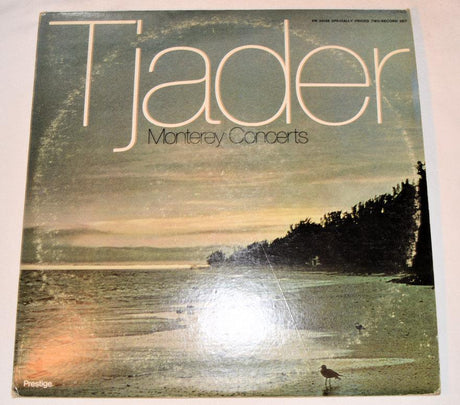 PR 24026 SPECIALLY PRICED TWO-RECORD SET
Tjader
Monterey Concerts
Prestige